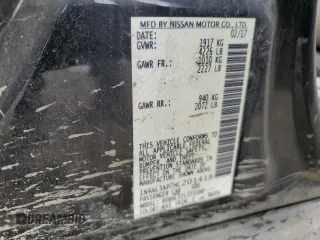 MFD BY NISSAN MOTOR CO., LTD.
DATE: 02/17
GVWR: 1917 KG
4226 LB
GAWR FR.: 1010 KG
2227 LB
GAWR RR.: 940 KG
2072 LB
THIS VEHICLE CONFORMS TO
ALL APPLICABLE U.S. FEDERAL
MOTOR VEHICLE SAFETY, BUMPER
AND THEFT PREVENTION STANDARDS
IN EFFECT ON THE DATE OF
MANUFACTURE SHOWN ABOVE.
PASSENGER CAR